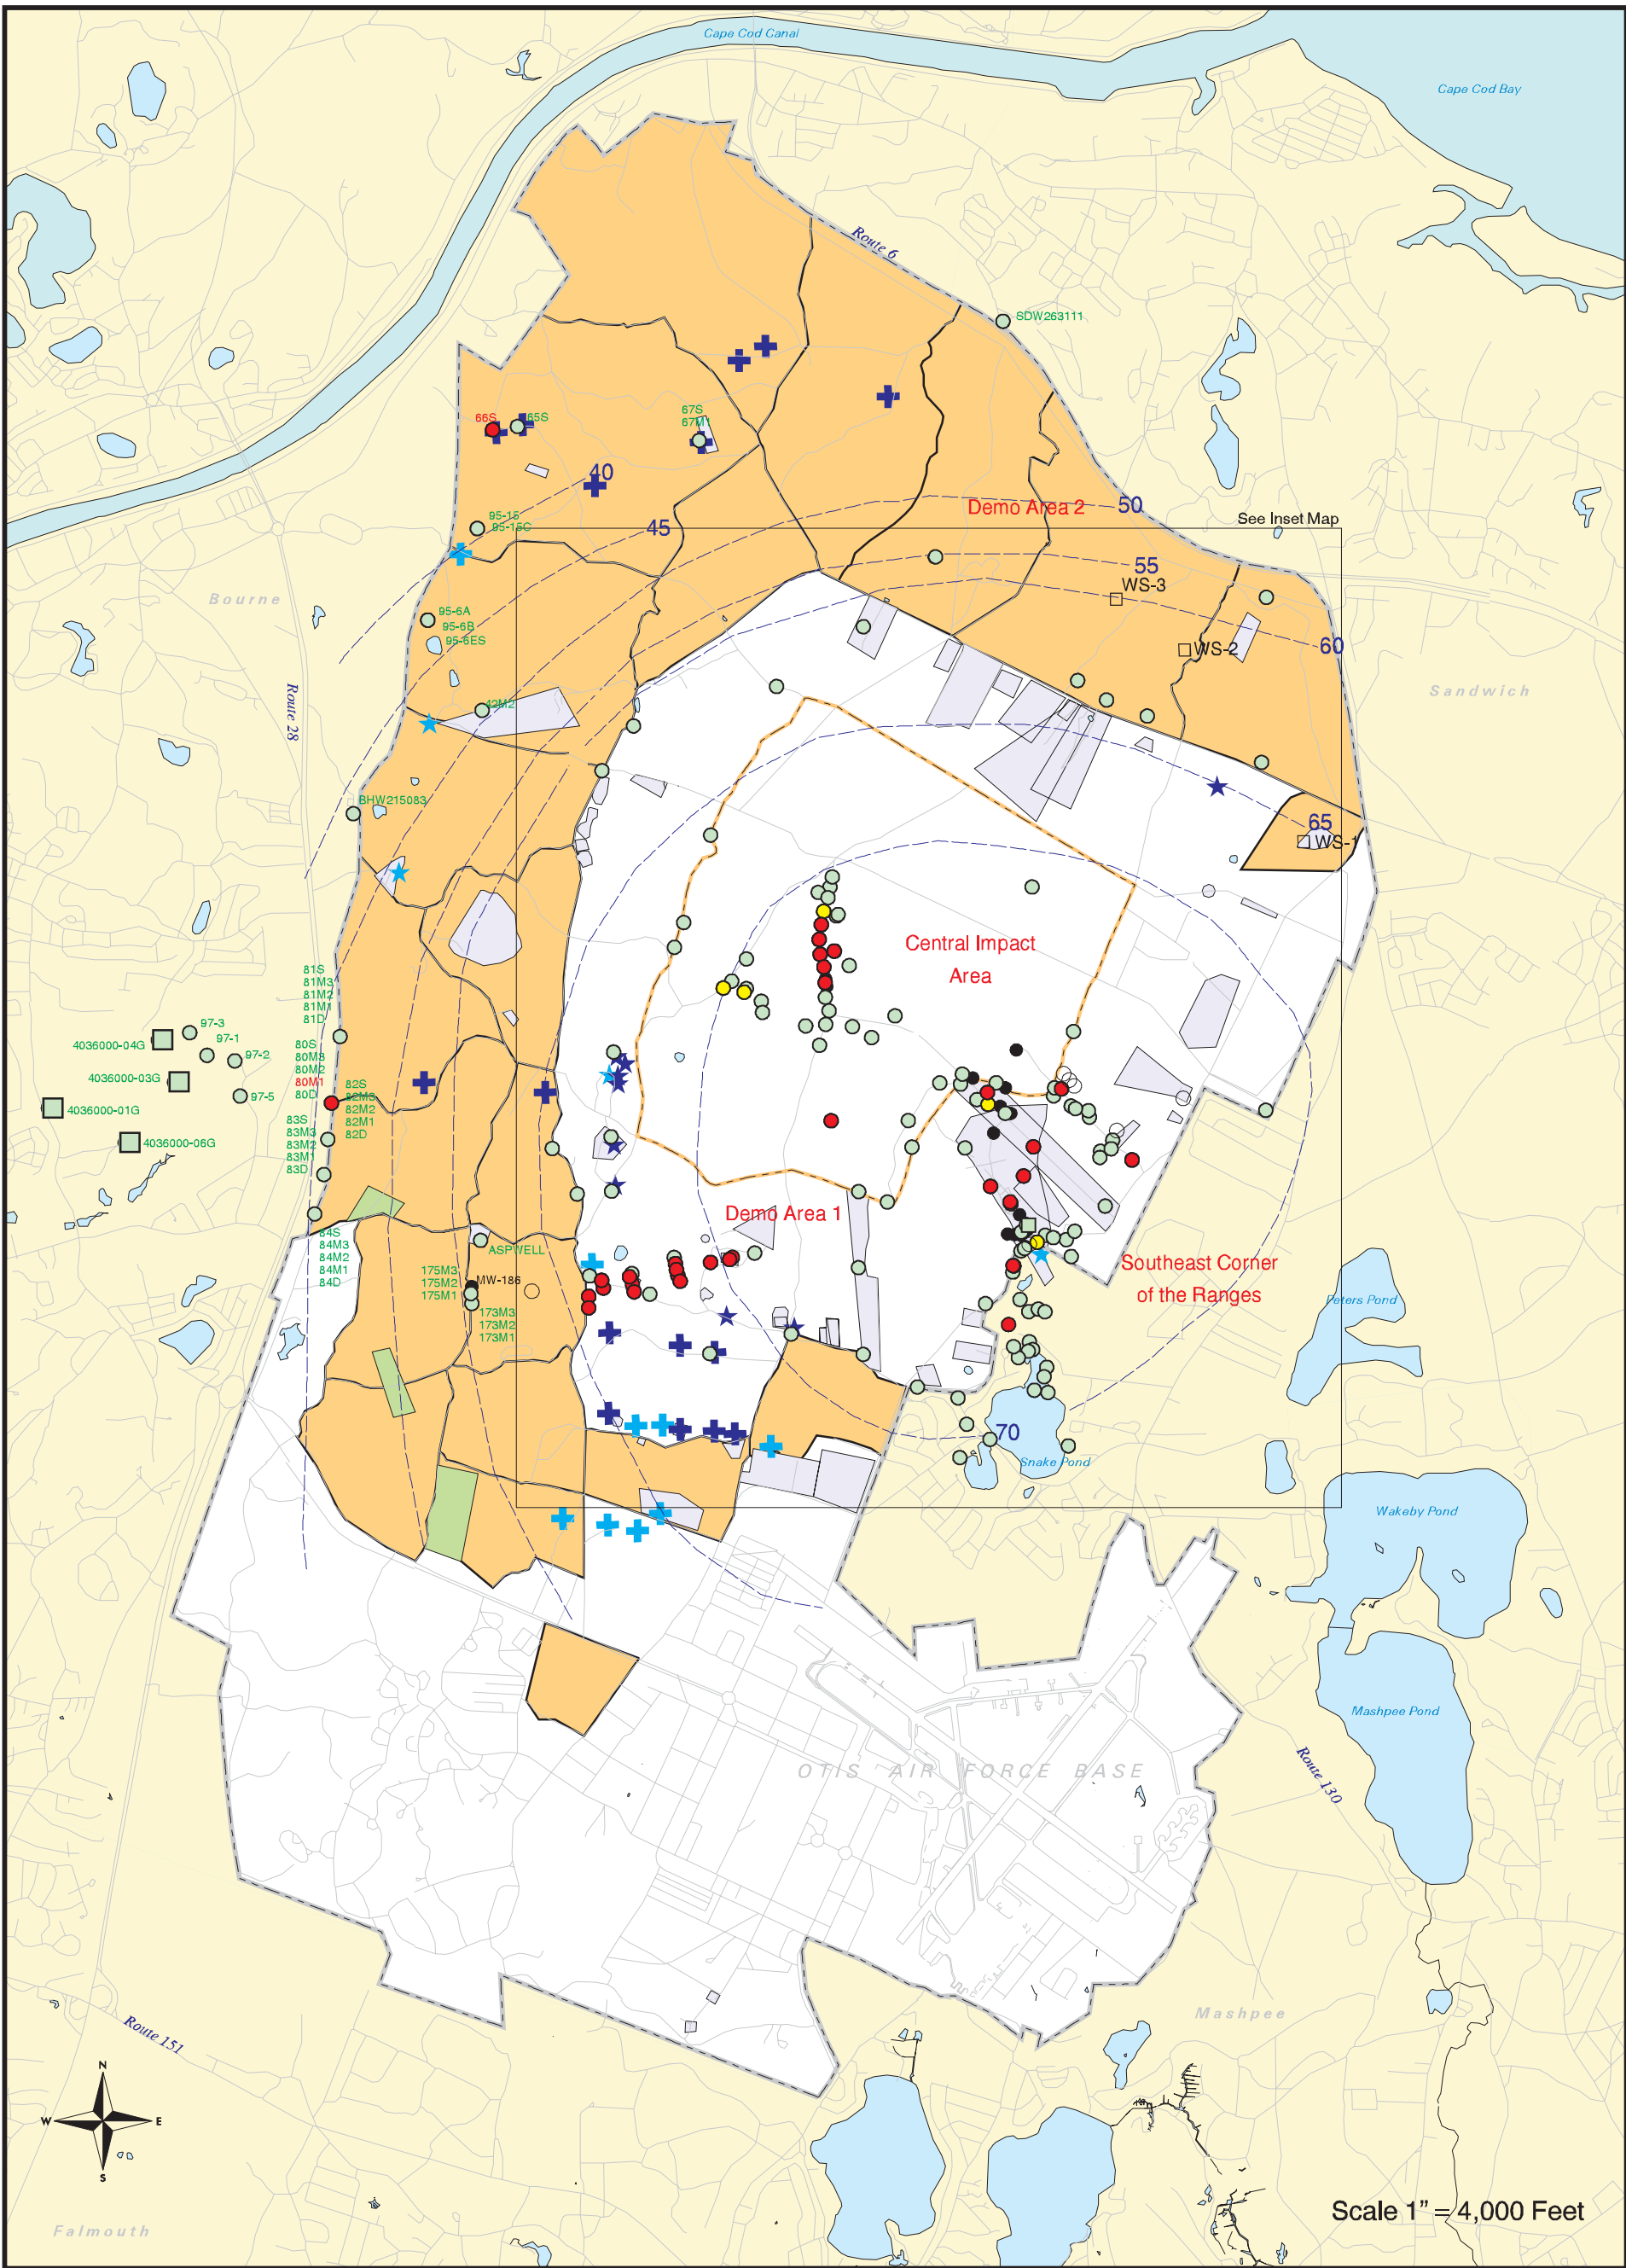 Cape Cod Canal
Cape Cod Bay
Route 6
SDW263111
66S
65S
67S
67M1
40
Demo Area 2
50
95-15
95-15C
45
See Inset Map
55
WS-3
Bourne
95-6A
95-6B
95-6ES
WS-2
60
Sandwich
Route 28
42M2
BHW215083
65
WS-1
Central Impact
Area
81S
81M3
81M2
81M1
81D
97-3
97-1
4036000-04G
97-2
80S
80M3
80M2
80M1
80D
4036000-03G
97-5
82S
82M3
82M2
82M1
82D
4036000-01G
83S
83M3
83M2
83M1
83D
4036000-06G
Demo Area 1
84S
84M3
84M2
84M1
84D
ASPWELL
175M3
175M2
175M1
MW-186
173M3
173M2
173M1
Southeast Corner
of the Ranges
Peters Pond
70
Snake Pond
Wakeby Pond
Mashpee Pond
Route 130
OTIS AIR FORCE BASE
Mashpee
Route 151
N
W
E
S
Falmouth
Scale 1” = 4,000 Feet